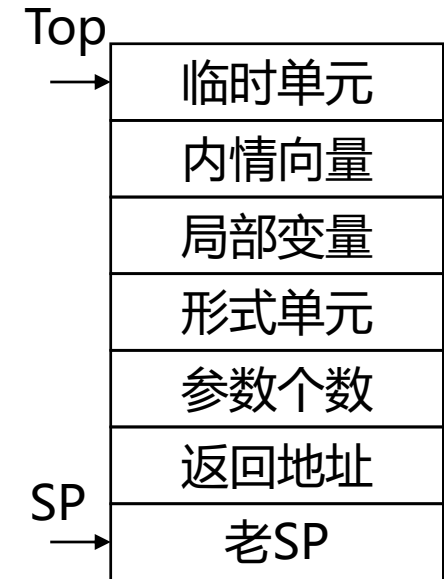 Top
临时单元
内情向量
局部变量
形式单元
参数个数
返回地址
SP
老SP